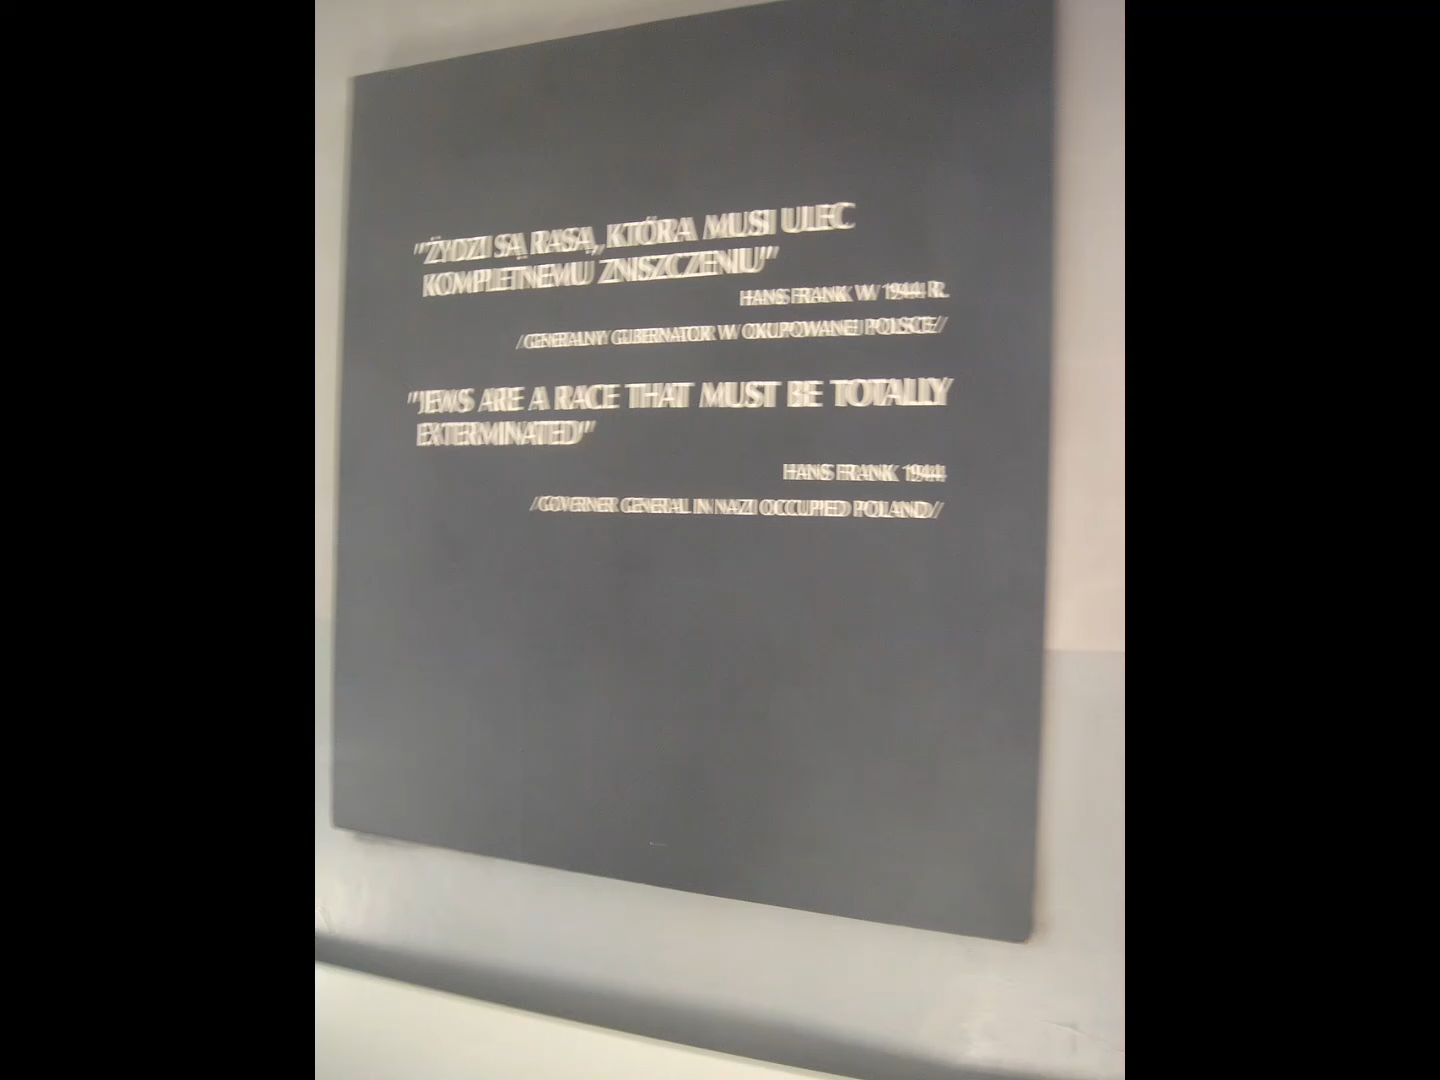 "ŻYDZI SĄ RASĄ, KTÓRA MUSI ULEC
KOMPLETNEMU ZNISZCZENIU"
HANS FRANK W 1944 R.
/GENERALNY GUBERNATOR W OKUPOWANEJ POLSCE/
"JEWS ARE A RACE THAT MUST BE TOTALLY
EXTERMINATED"
HANS FRANK 1944
/GOVERNER GENERAL IN NAZI OCCUPIED POLAND/